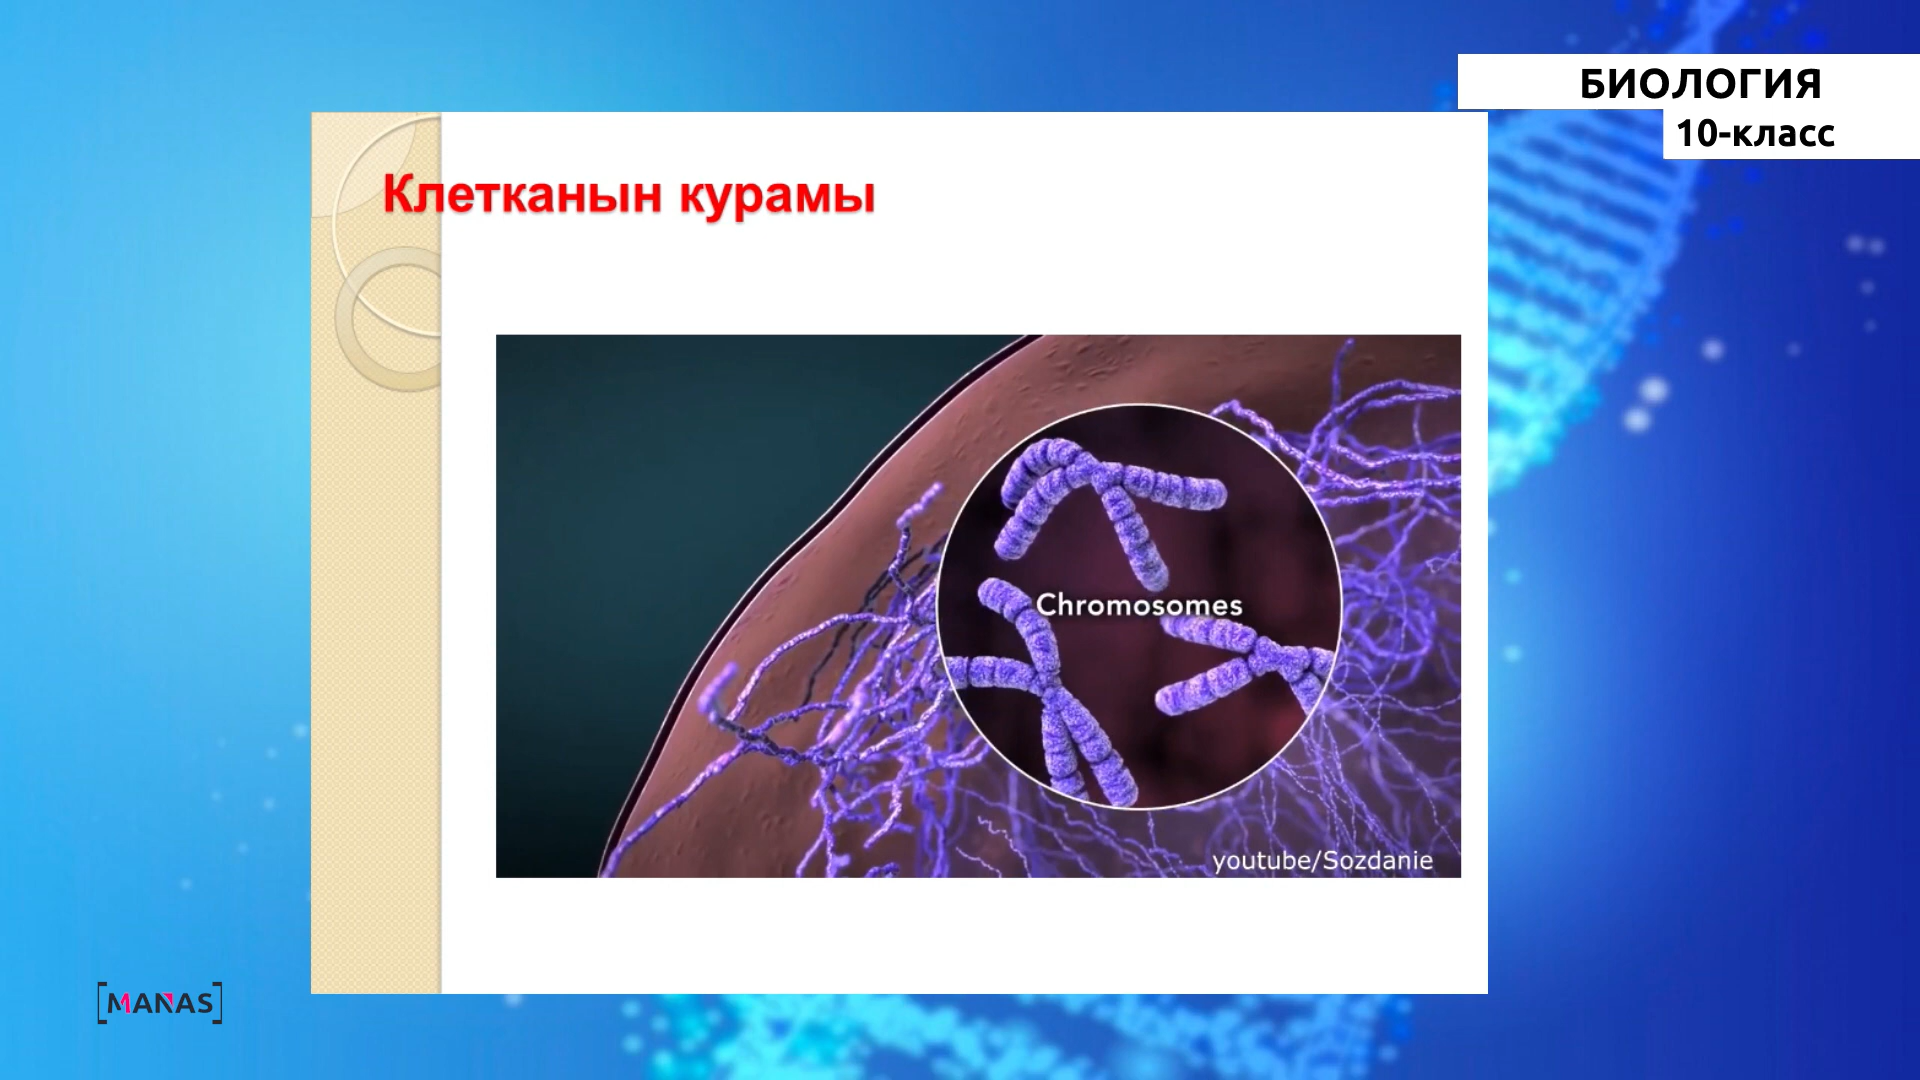 БИОЛОГИЯ
10-класс
Клетканын курамы
Chromosomes
youtube/Sozdanie
[MANAS]